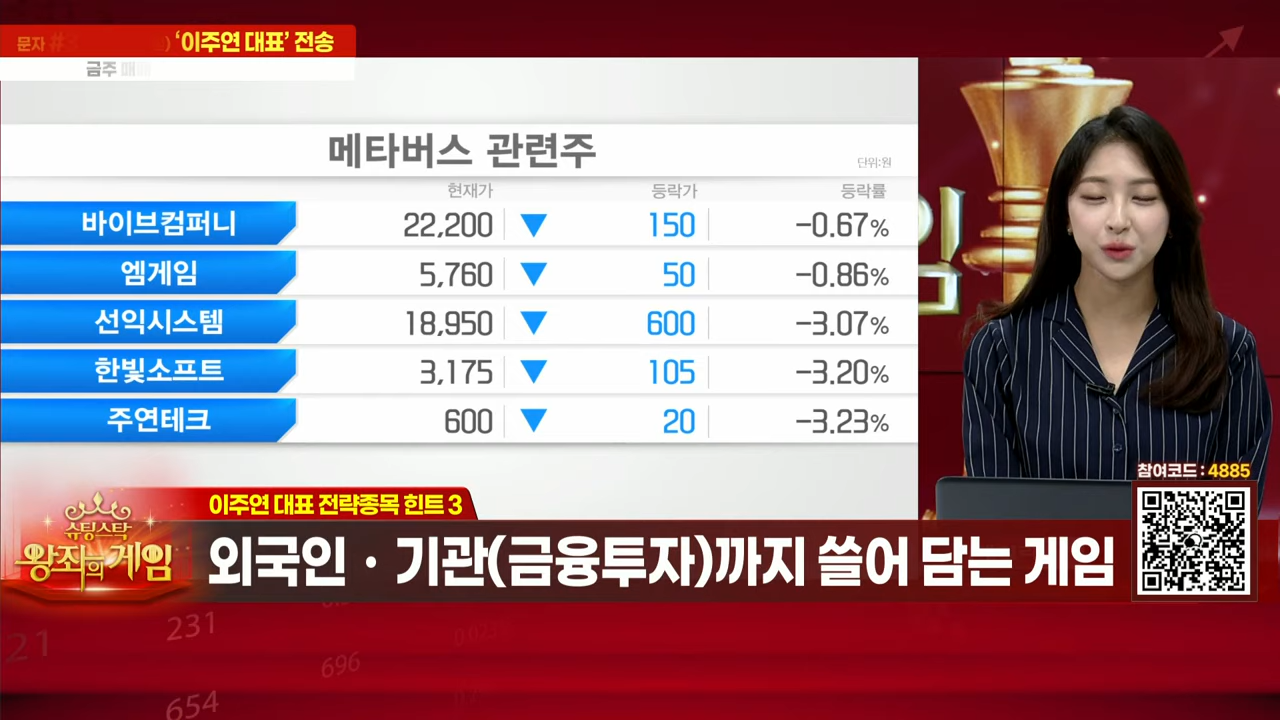 문자
‘이주연 대표’ 전송
금주
메타버스 관련주
단위:원
현재가 등락가 등락률
바이브컴퍼니 22,200 ▼ 150 -0.67%
엠게임 5,760 ▼ 50 -0.86%
선익시스템 18,950 ▼ 600 -3.07%
한빛소프트 3,175 ▼ 105 -3.20%
주연테크 600 ▼ 20 -3.23%
임
참여코드 : 4885
이주연 대표 전략종목 힌트 3
슈팅스탁
왕좌의 게임
외국인 · 기관(금융투자)까지 쓸어 담는 게임
21
231
696
654